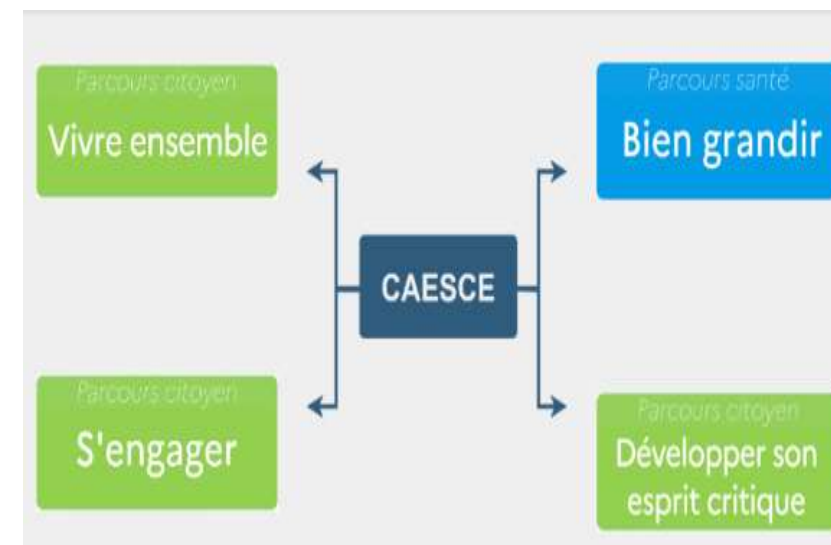 Parcours citoyen
Vivre ensemble
Parcours santé
Bien grandir
CAESCE
Parcours citoyen
S'engager
Parcours citoyen
Développer son
esprit critique